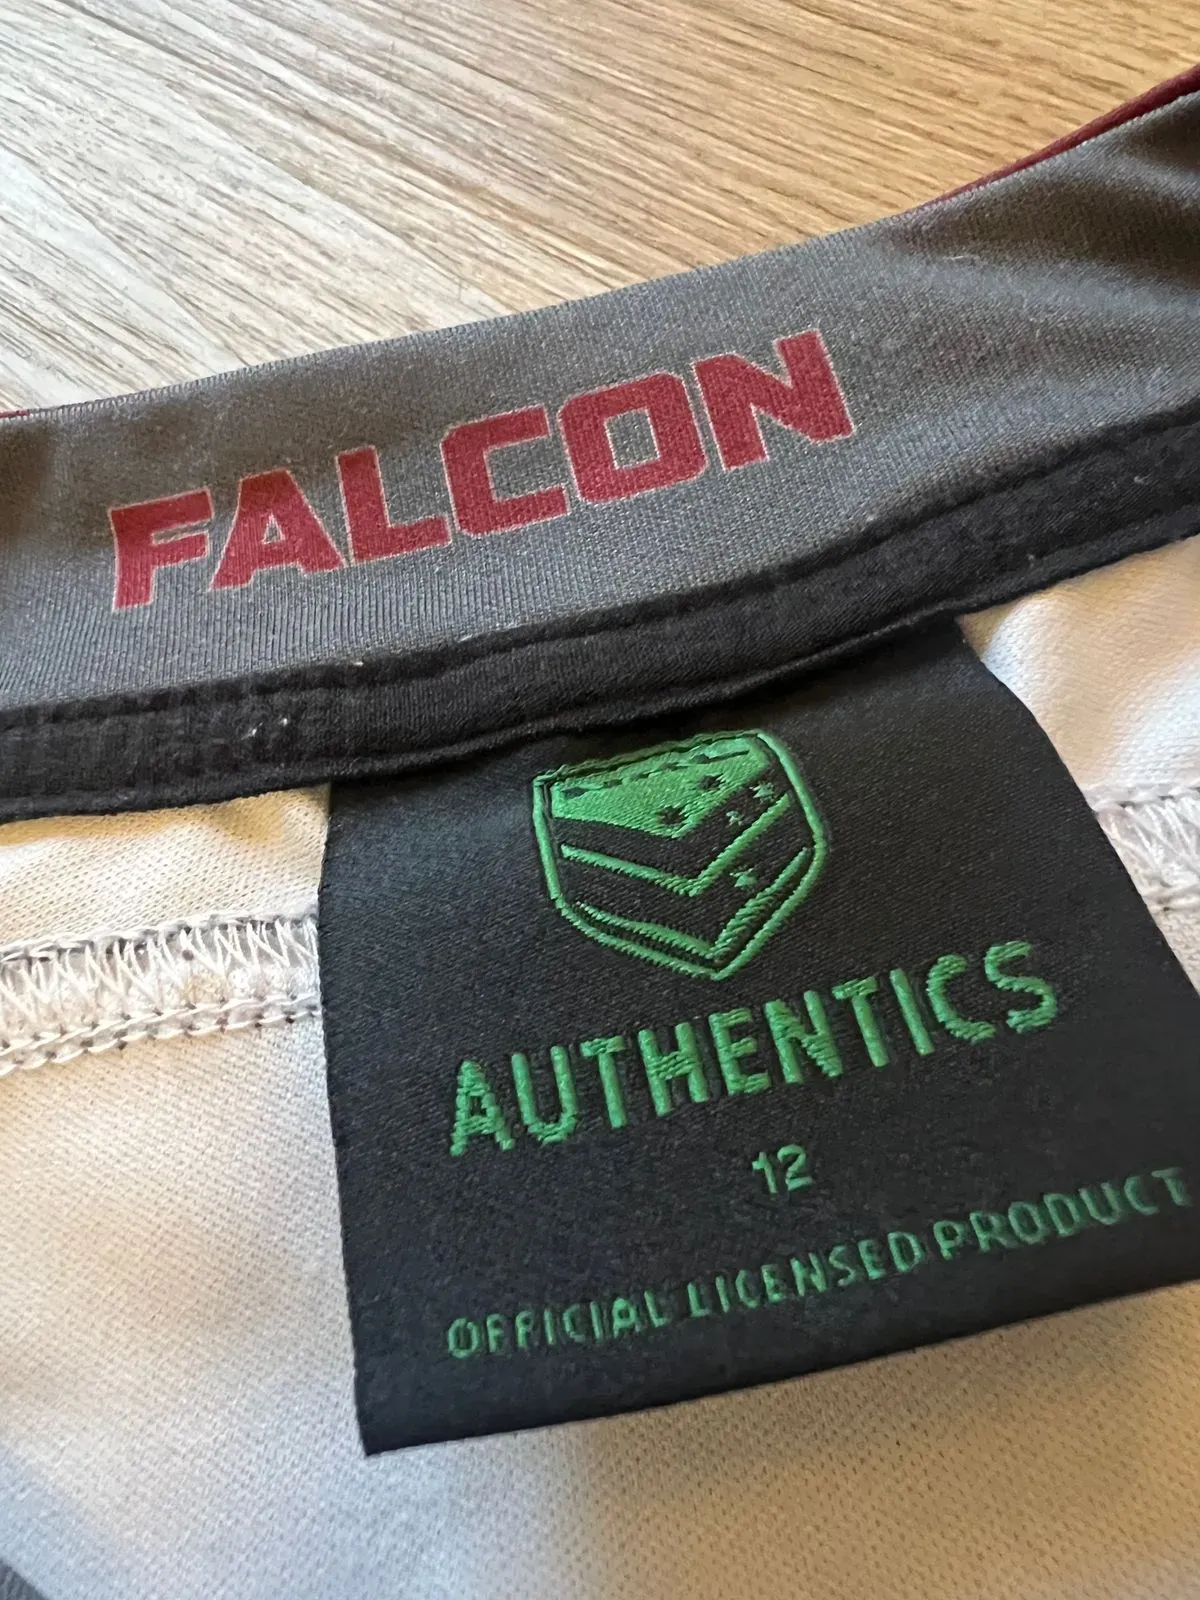 FALCON
AUTHENTICS
12
OFFICIAL LICENSED PRODUCT